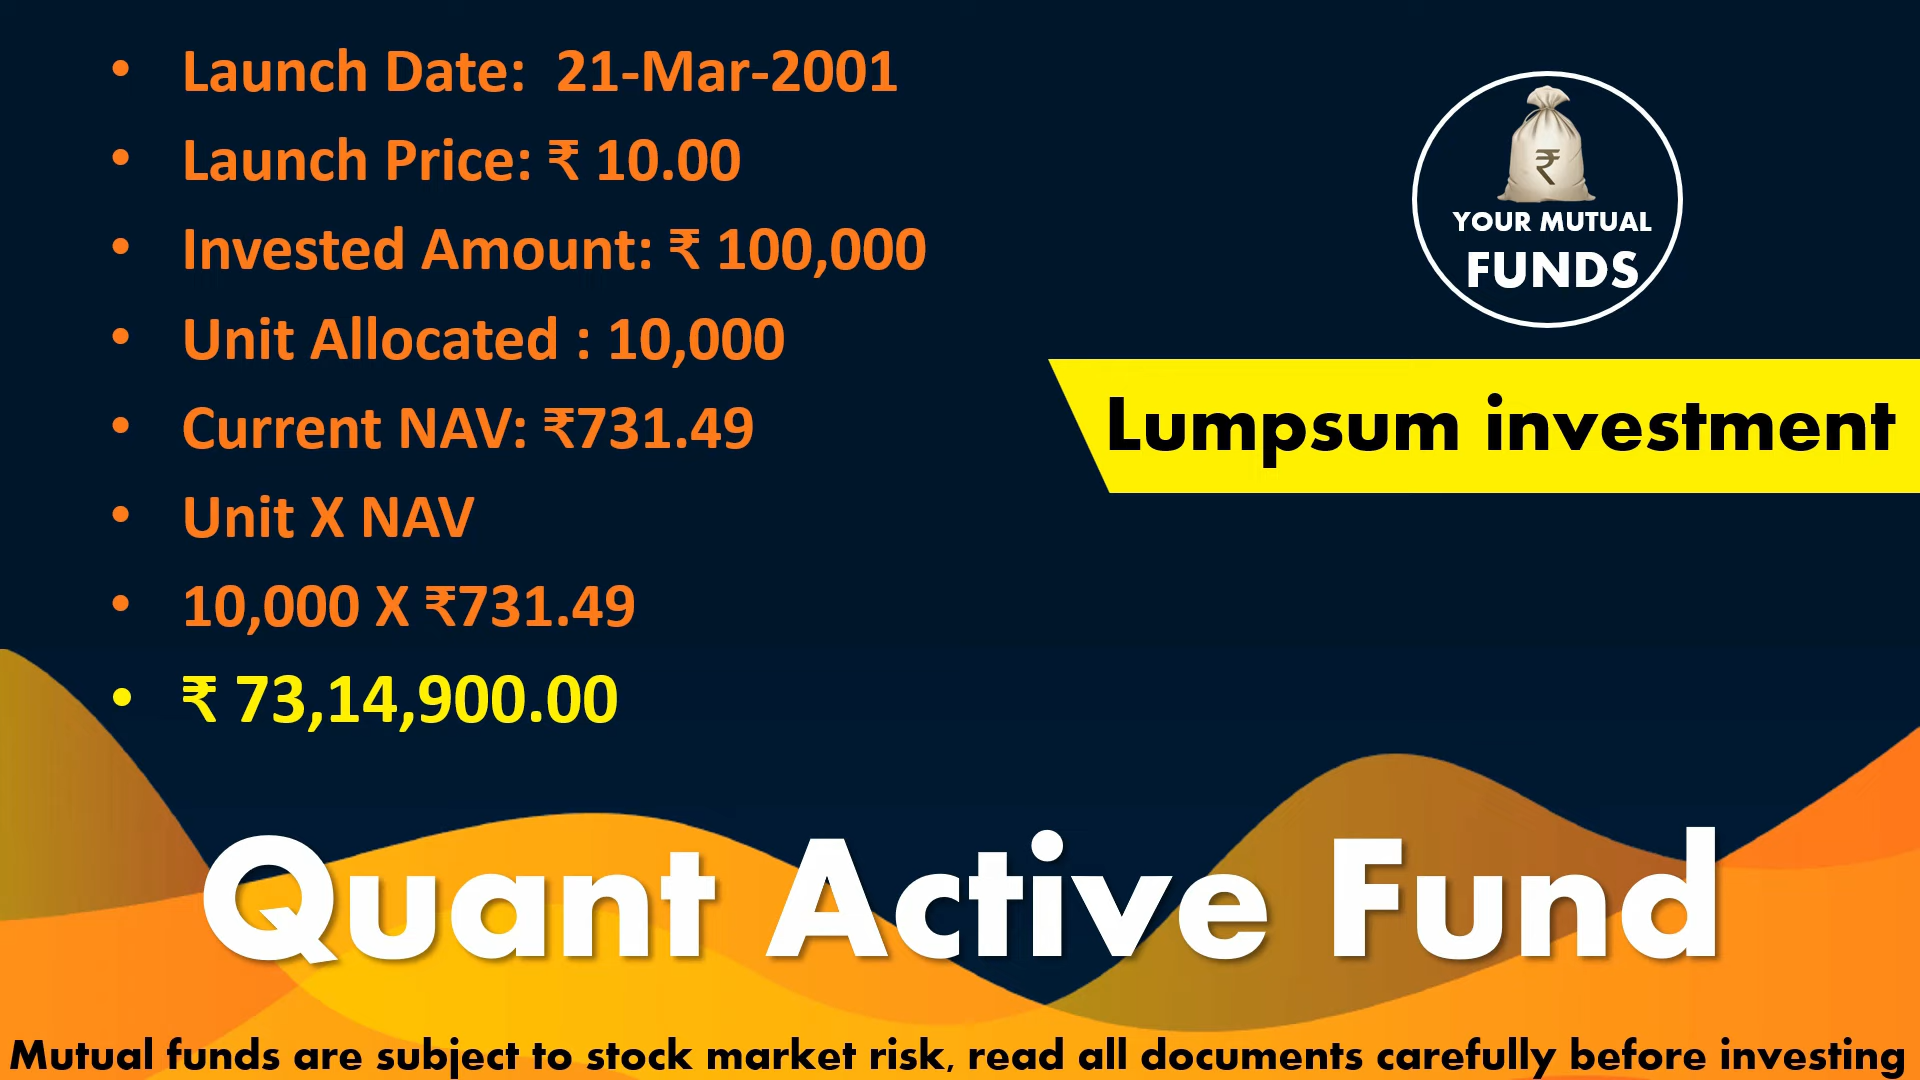 • Launch Date:  21-Mar-2001
• Launch Price: ₹ 10.00
• Invested Amount: ₹ 100,000
• Unit Allocated : 10,000
• Current NAV: ₹731.49
• Unit X NAV
• 10,000 X ₹731.49
• ₹ 73,14,900.00
₹
YOUR MUTUAL
FUNDS
Lumpsum investment
Quant Active Fund
Mutual funds are subject to stock market risk, read all documents carefully before investing